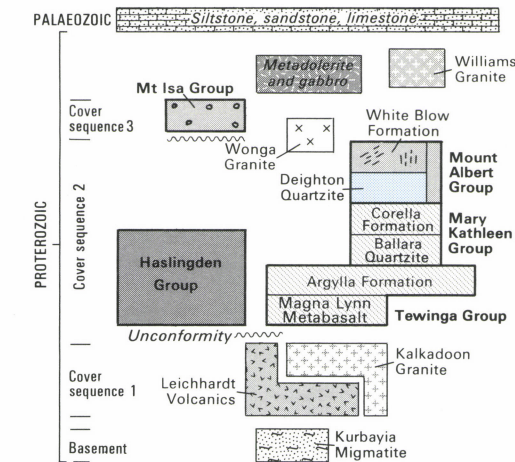 PALAEOZOIC
Siltstone, sandstone, limestone
Metadolerite
and gabbro
Williams
Granite
Mt Isa Group
Cover
sequence 3
Wonga
Granite
White Blow
Formation
Deighton
Quartzite
Mount
Albert
Group
PROTEROZOIC
Cover sequence 2
Corella
Formation
Ballara
Quartzite
Mary
Kathleen
Group
Haslingden
Group
Argylla Formation
Magna Lynn
Metabasalt
Tewinga Group
Unconformity
Cover
sequence 1
Leichhardt
Volcanics
Kalkadoon
Granite
Basement
Kurbayia
Migmatite